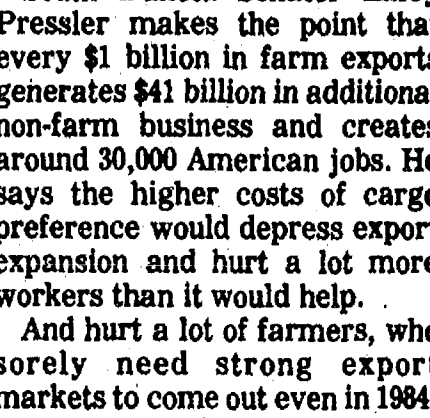 Pressler makes the point tha
every $1 billion in farm exports
generates $41 billion in additiona
non-farm business and creates
around 30,000 American jobs. He
says the higher costs of cargo
preference would depress expor
expansion and hurt a lot more
workers than it would help.
And hurt a lot of farmers, who
sorely need strong export
markets to come out even in 1984